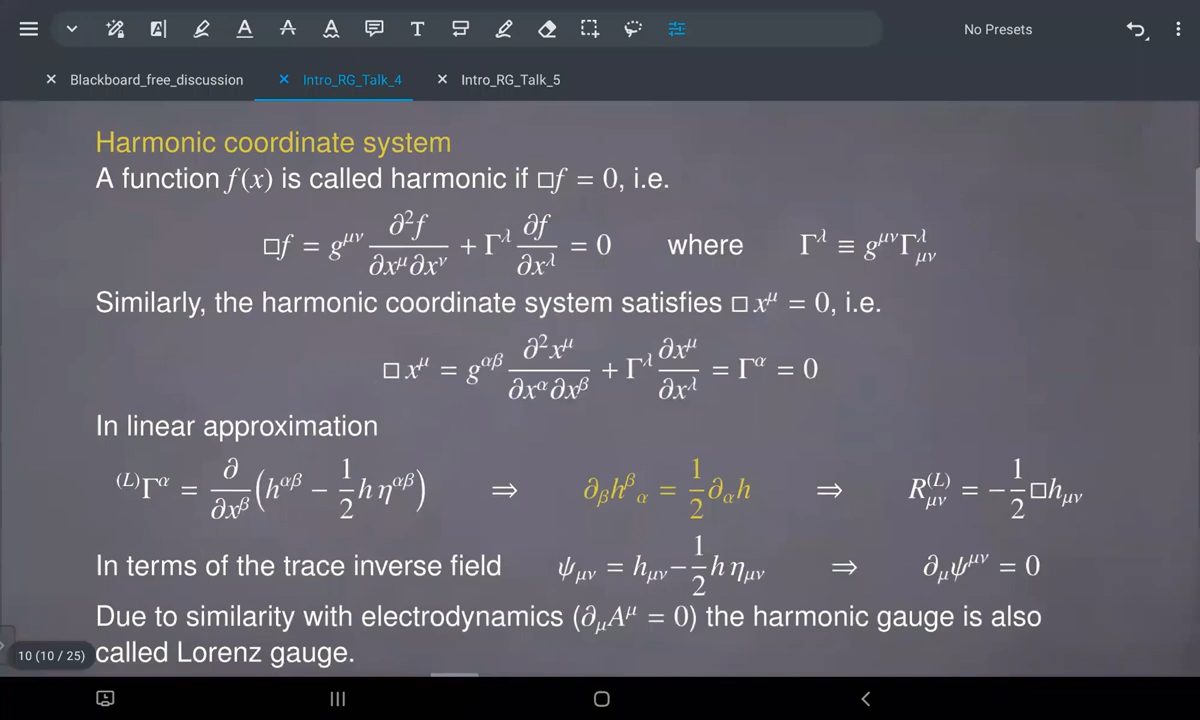 No Presets
Blackboard_free_discussion Intro_RG_Talk_4 Intro_RG_Talk_5
Harmonic coordinate system
A function f(x) is called harmonic if □f = 0, i.e.
□f = g^{μν} ∂²f/∂x^μ∂x^ν + Γ^λ ∂f/∂x^λ = 0 where Γ^λ ≡ g^{μν}Γ^λ_{μν}
Similarly, the harmonic coordinate system satisfies □ x^μ = 0, i.e.
□ x^μ = g^{αβ} ∂²x^μ/∂x^α∂x^β + Γ^λ ∂x^μ/∂x^λ = Γ^α = 0
In linear approximation
^{(L)}Γ^α = ∂/∂x^β (h^{αβ} − 1/2 h η^{αβ}) ⇒ ∂_β h^β_α = 1/2 ∂_α h ⇒ R^{(L)}_{μν} = −1/2 □h_{μν}
In terms of the trace inverse field ψ_{μν} = h_{μν} − 1/2 h η_{μν} ⇒ ∂_μ ψ^{μν} = 0
Due to similarity with electrodynamics (∂_μ A^μ = 0) the harmonic gauge is also
called Lorenz gauge.
10 (10 / 25)